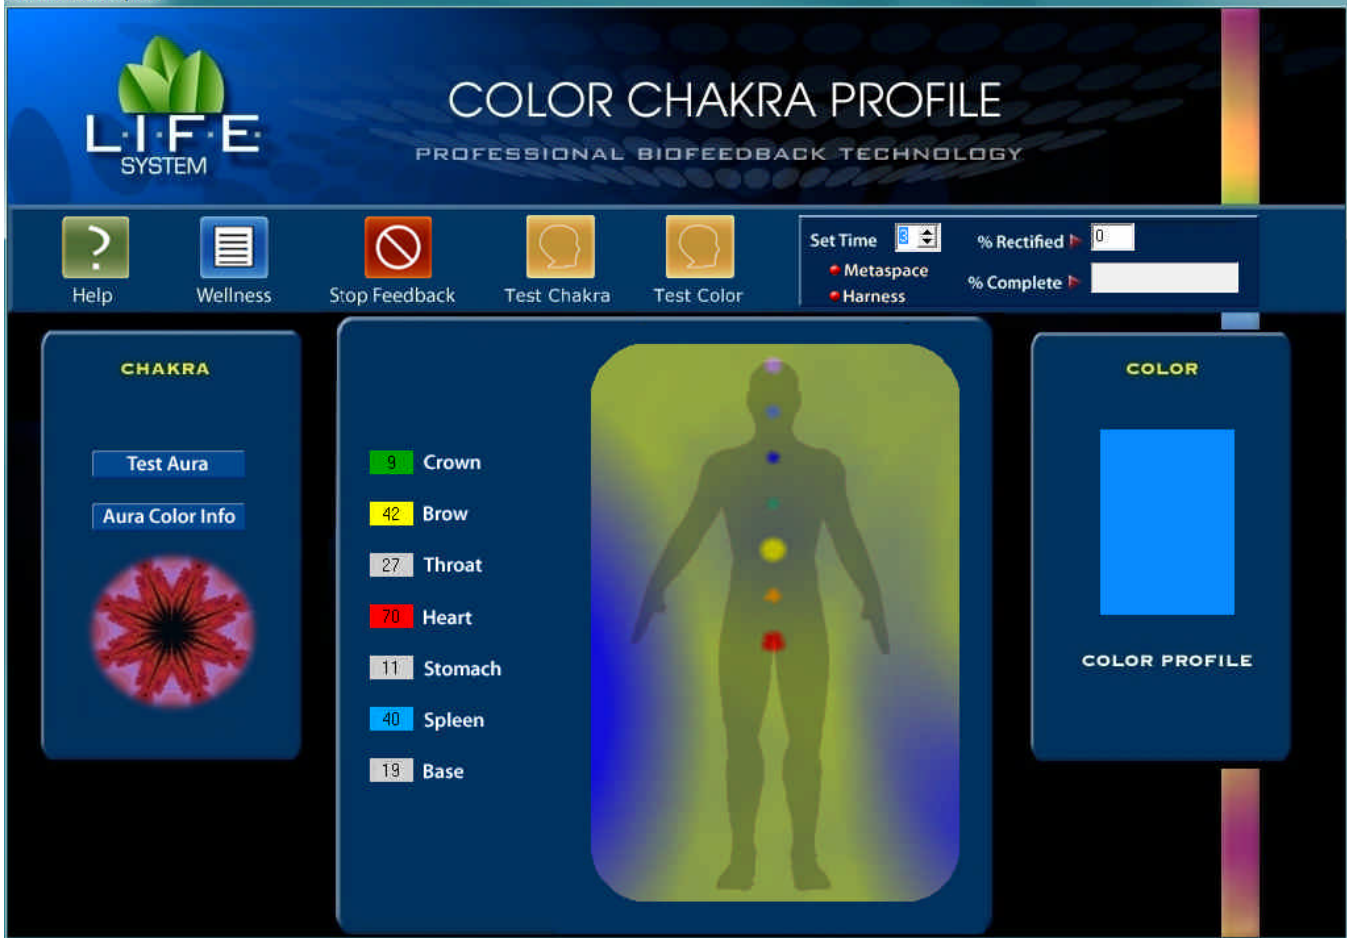 L·I·F·E·
SYSTEM
COLOR CHAKRA PROFILE
PROFESSIONAL BIOFEEDBACK TECHNOLOGY
?
Help
Wellness
Stop Feedback
Test Chakra
Test Color
Set Time 3
Metaspace
Harness
% Rectified 0
% Complete
CHAKRA
Test Aura
Aura Color Info
9 Crown
42 Brow
27 Throat
70 Heart
11 Stomach
40 Spleen
19 Base
COLOR
COLOR PROFILE